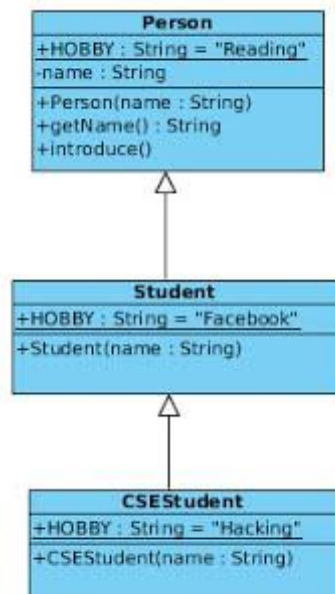 Person
+HOBBY : String = "Reading"
-name : String
+Person(name : String)
+getName() : String
+introduce()
Student
+HOBBY : String = "Facebook"
+Student(name : String)
CSEStudent
+HOBBY : String = "Hacking"
+CSEStudent(name : String)